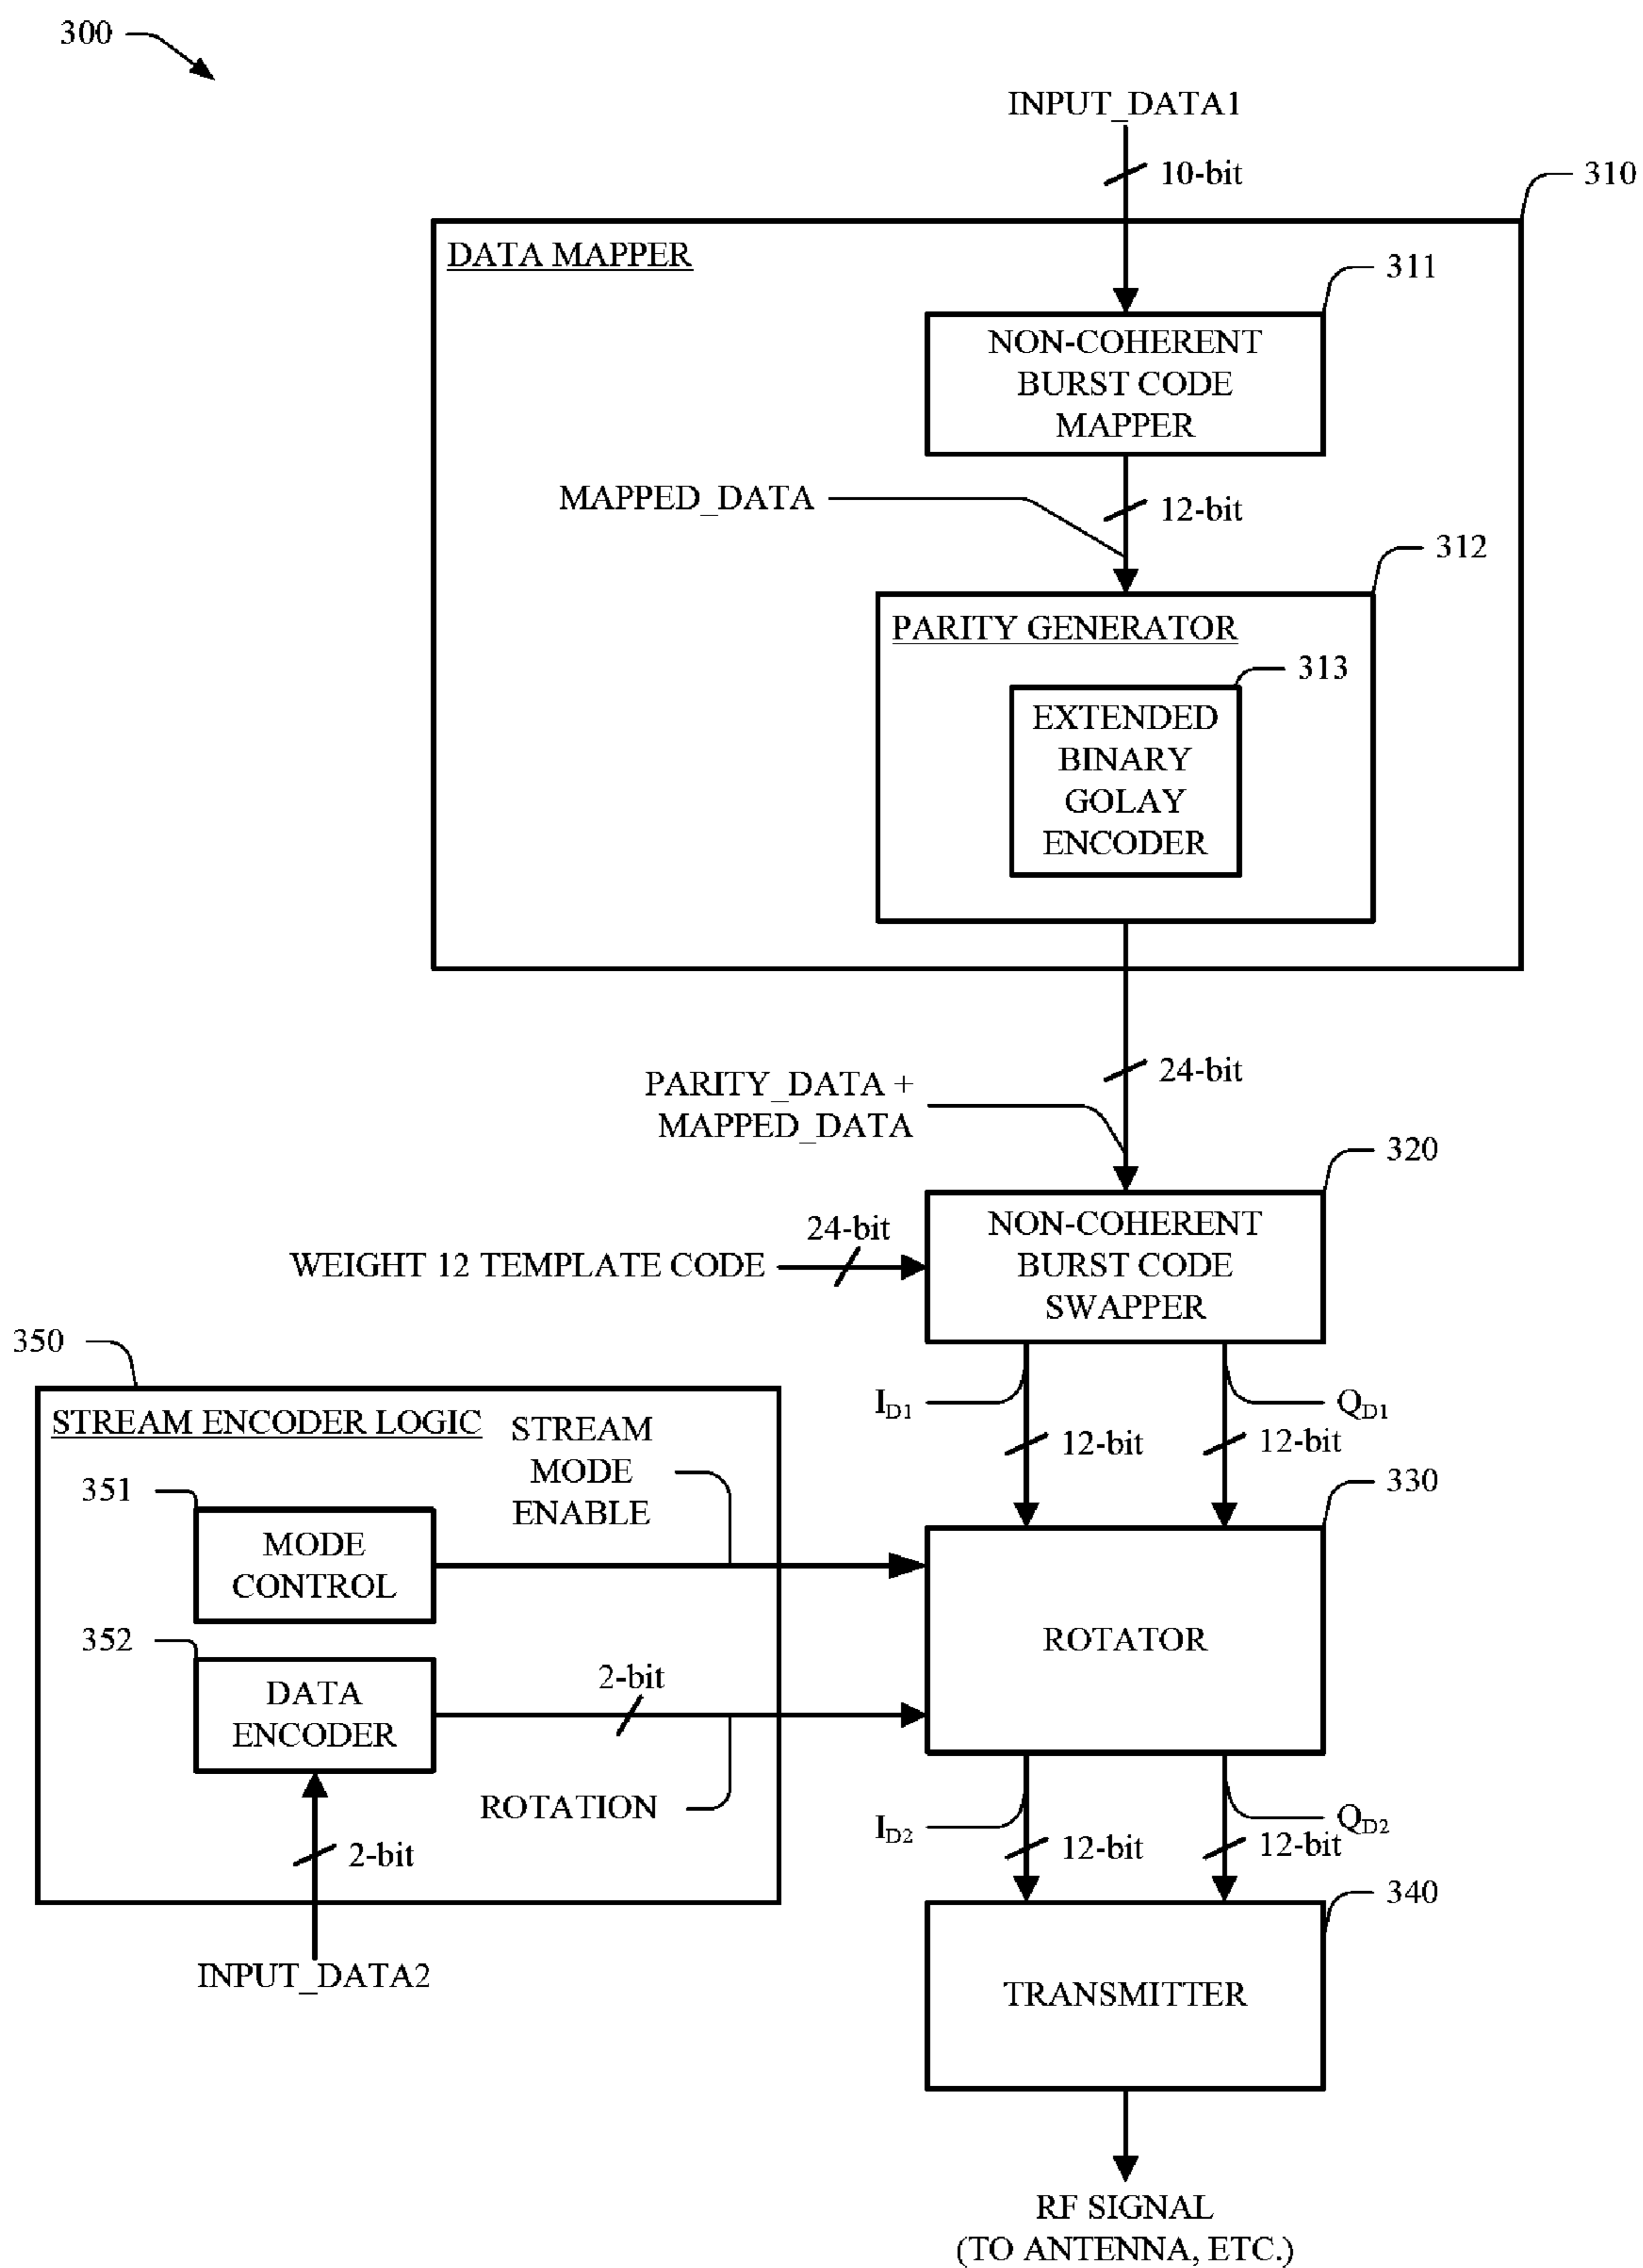 300
INPUT_DATA1
10-bit
310
DATA MAPPER
311
NON-COHERENT
BURST CODE
MAPPER
MAPPED_DATA
12-bit
312
PARITY GENERATOR
313
EXTENDED
BINARY
GOLAY
ENCODER
24-bit
PARITY_DATA +
MAPPED_DATA
320
NON-COHERENT
BURST CODE
SWAPPER
24-bit
WEIGHT 12 TEMPLATE CODE
350
STREAM ENCODER LOGIC
STREAM
MODE
ENABLE
I_D1
Q_D1
12-bit
12-bit
351
MODE
CONTROL
330
ROTATOR
352
DATA
ENCODER
2-bit
ROTATION
2-bit
INPUT_DATA2
I_D2
Q_D2
12-bit
12-bit
340
TRANSMITTER
RF SIGNAL
(TO ANTENNA, ETC.)